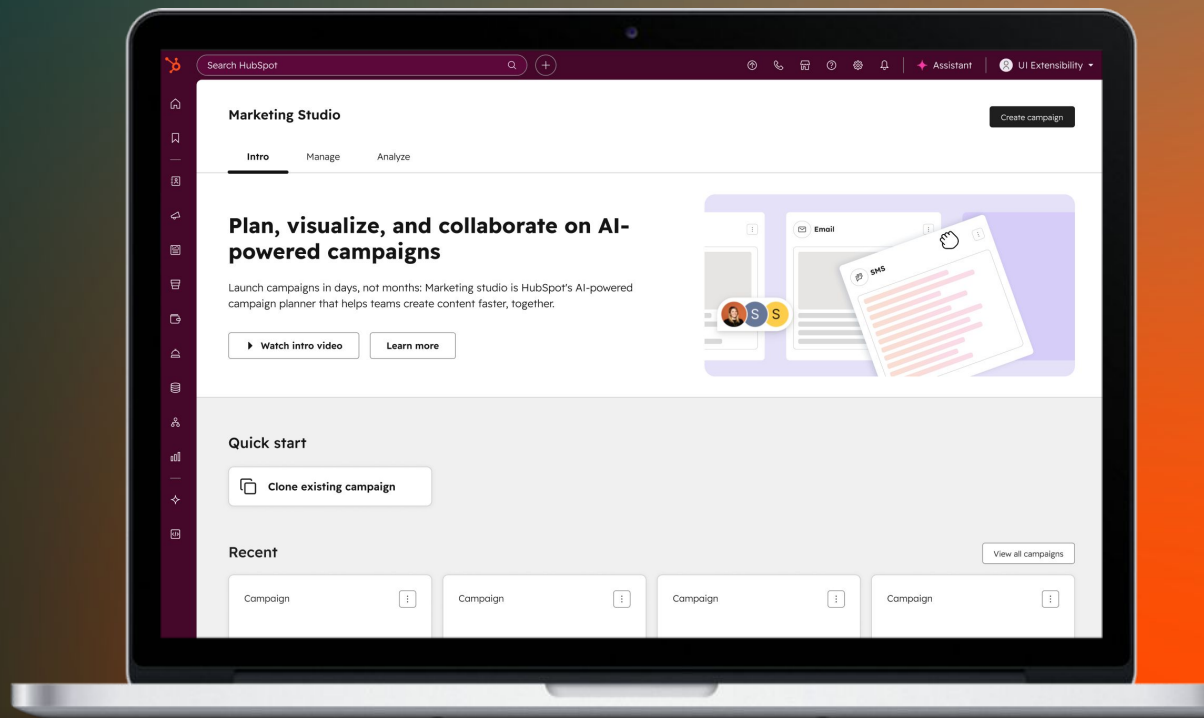 Search HubSpot
Assistant
UI Extensibility
Marketing Studio
Create campaign
Intro Manage Analyze
Plan, visualize, and collaborate on AI-
powered campaigns
Launch campaigns in days, not months: Marketing studio is HubSpot's AI-powered
campaign planner that helps teams create content faster, together.
Watch intro video Learn more
Email
SMS
S S
Quick start
Clone existing campaign
Recent
View all campaigns
Campaign Campaign Campaign Campaign